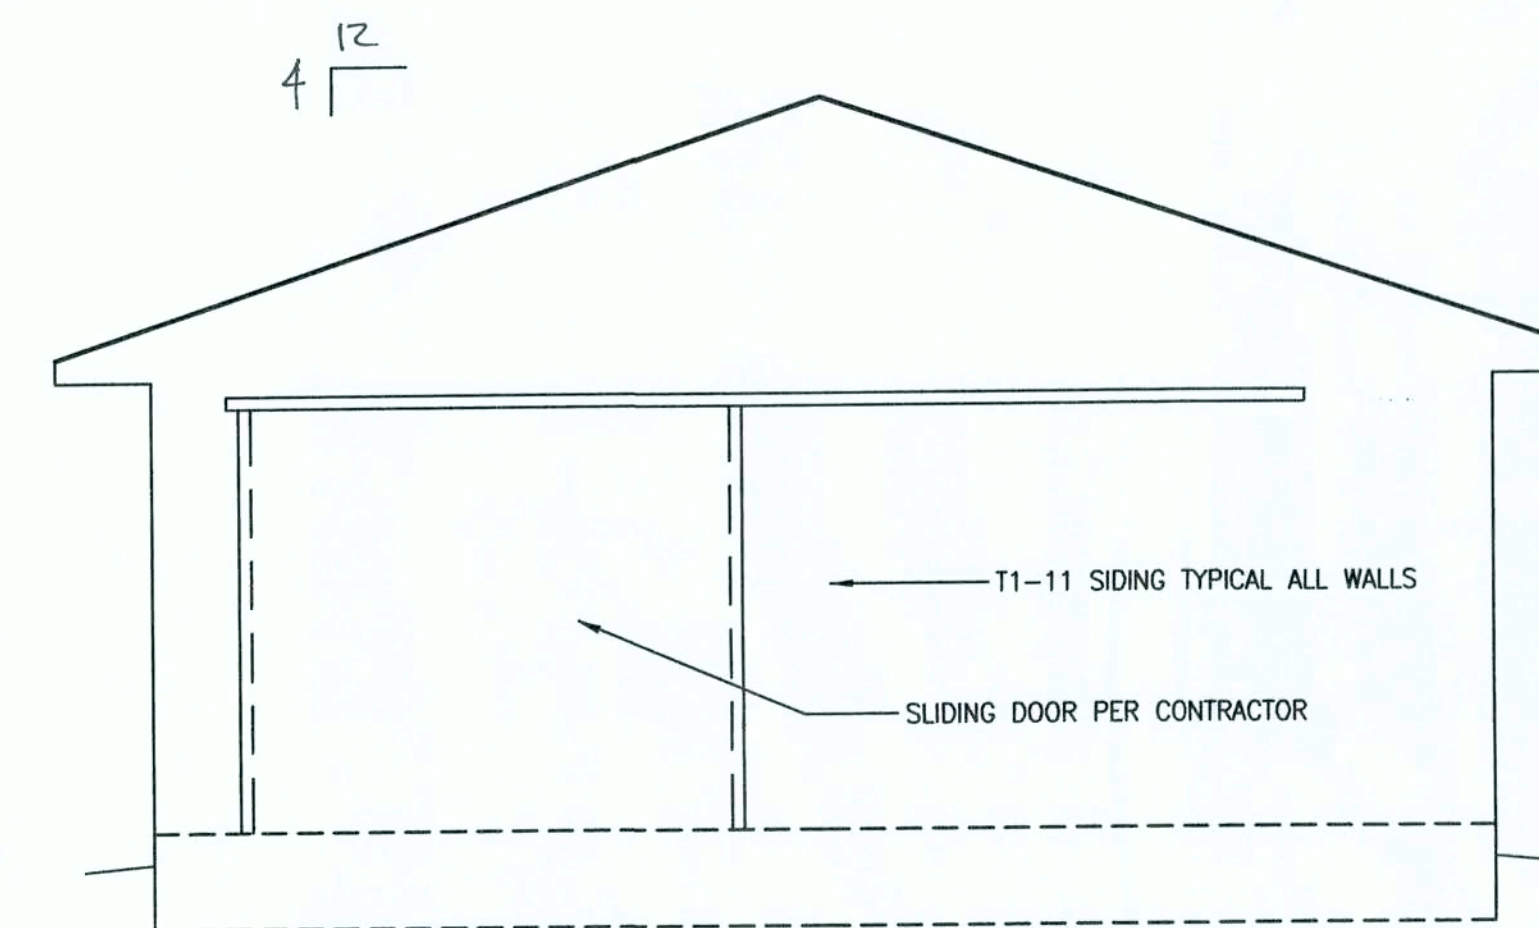 12
4
T1-11 SIDING TYPICAL ALL WALLS
SLIDING DOOR PER CONTRACTOR